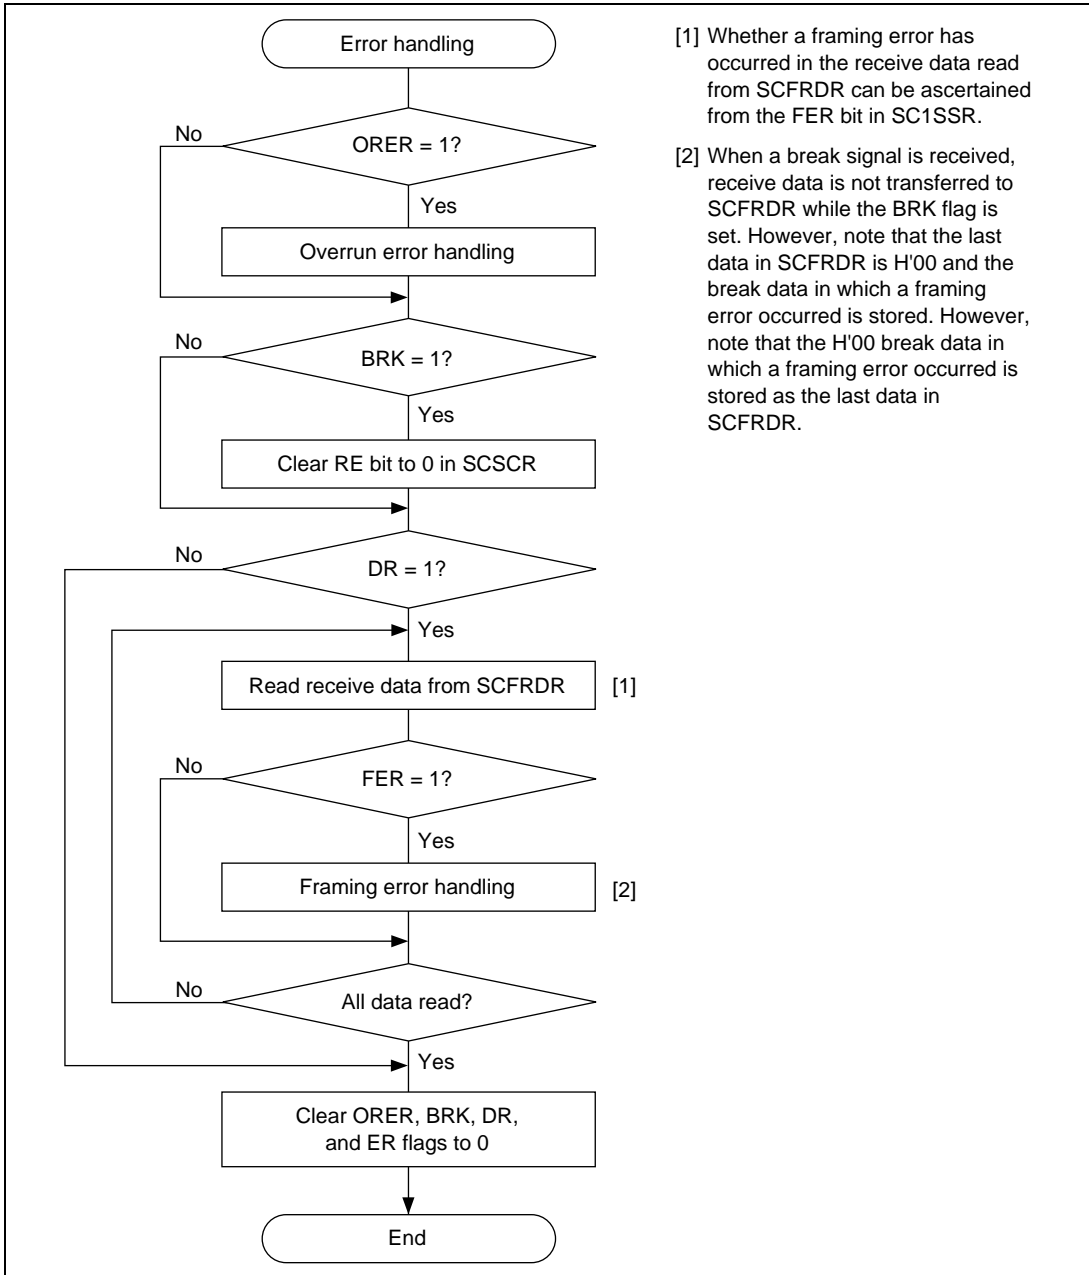 Error handling
No
ORER = 1?
Yes
Overrun error handling
No
BRK = 1?
Yes
Clear RE bit to 0 in SCSCR
No
DR = 1?
Yes
Read receive data from SCFRDR [1]
No
FER = 1?
Yes
Framing error handling [2]
No
All data read?
Yes
Clear ORER, BRK, DR,
and ER flags to 0
End
[1] Whether a framing error has
occurred in the receive data read
from SCFRDR can be ascertained
from the FER bit in SC1SSR.
[2] When a break signal is received,
receive data is not transferred to
SCFRDR while the BRK flag is
set. However, note that the last
data in SCFRDR is H'00 and the
break data in which a framing
error occurred is stored. However,
note that the H'00 break data in
which a framing error occurred is
stored as the last data in
SCFRDR.